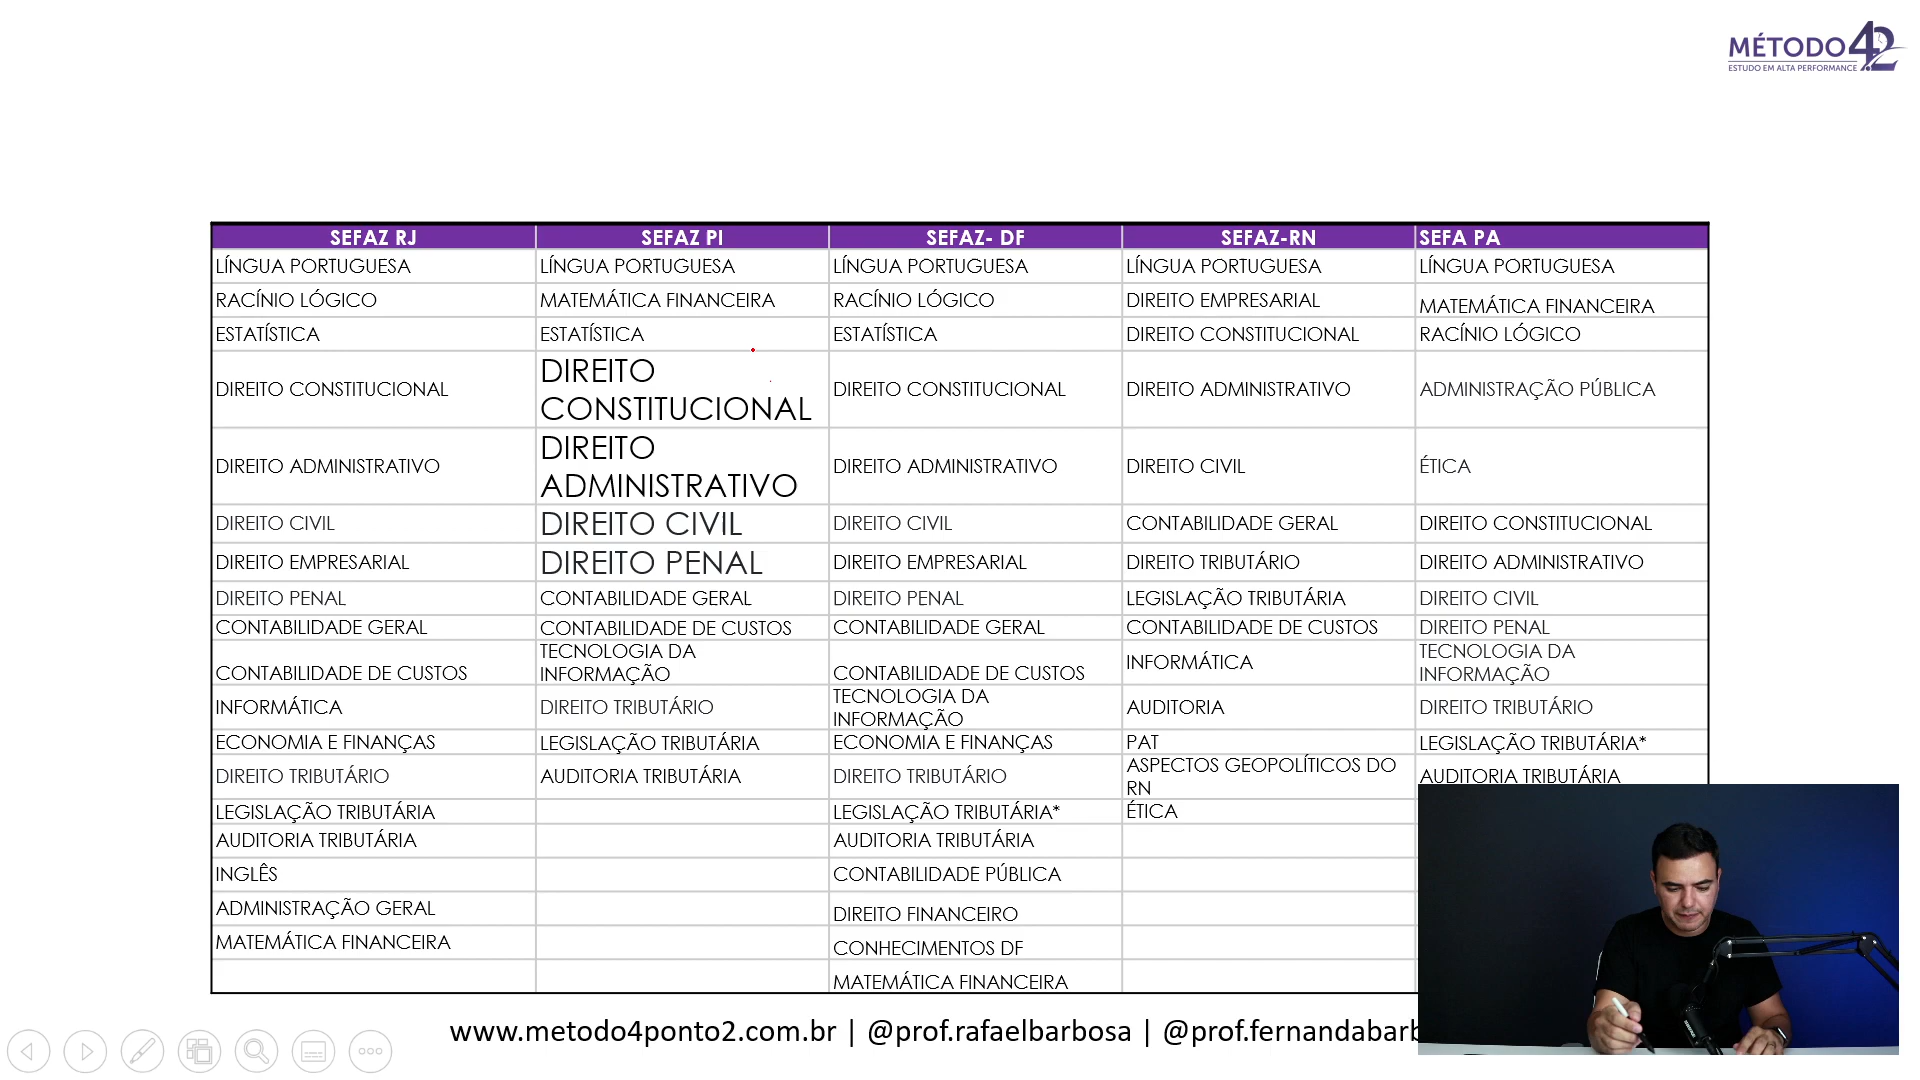 MÉTODO 4.2
ESTUDO EM ALTA PERFORMANCE
SEFAZ RJ SEFAZ PI SEFAZ- DF SEFAZ-RN SEFA PA
LÍNGUA PORTUGUESA LÍNGUA PORTUGUESA LÍNGUA PORTUGUESA LÍNGUA PORTUGUESA LÍNGUA PORTUGUESA
RACÍNIO LÓGICO MATEMÁTICA FINANCEIRA RACÍNIO LÓGICO DIREITO EMPRESARIAL MATEMÁTICA FINANCEIRA
ESTATÍSTICA ESTATÍSTICA ESTATÍSTICA DIREITO CONSTITUCIONAL RACÍNIO LÓGICO
DIREITO CONSTITUCIONAL DIREITO CONSTITUCIONAL DIREITO CONSTITUCIONAL DIREITO ADMINISTRATIVO ADMINISTRAÇÃO PÚBLICA
DIREITO ADMINISTRATIVO DIREITO ADMINISTRATIVO DIREITO ADMINISTRATIVO DIREITO CIVIL ÉTICA
DIREITO CIVIL DIREITO CIVIL DIREITO CIVIL CONTABILIDADE GERAL DIREITO CONSTITUCIONAL
DIREITO EMPRESARIAL DIREITO PENAL DIREITO EMPRESARIAL DIREITO TRIBUTÁRIO DIREITO ADMINISTRATIVO
DIREITO PENAL CONTABILIDADE GERAL DIREITO PENAL LEGISLAÇÃO TRIBUTÁRIA DIREITO CIVIL
CONTABILIDADE GERAL CONTABILIDADE DE CUSTOS CONTABILIDADE GERAL CONTABILIDADE DE CUSTOS DIREITO PENAL
CONTABILIDADE DE CUSTOS TECNOLOGIA DA INFORMAÇÃO CONTABILIDADE DE CUSTOS INFORMÁTICA TECNOLOGIA DA INFORMAÇÃO
INFORMÁTICA DIREITO TRIBUTÁRIO TECNOLOGIA DA INFORMAÇÃO AUDITORIA DIREITO TRIBUTÁRIO
ECONOMIA E FINANÇAS LEGISLAÇÃO TRIBUTÁRIA ECONOMIA E FINANÇAS PAT LEGISLAÇÃO TRIBUTÁRIA*
DIREITO TRIBUTÁRIO AUDITORIA TRIBUTÁRIA DIREITO TRIBUTÁRIO ASPECTOS GEOPOLÍTICOS DO RN AUDITORIA TRIBUTÁRIA
LEGISLAÇÃO TRIBUTÁRIA LEGISLAÇÃO TRIBUTÁRIA* ÉTICA
AUDITORIA TRIBUTÁRIA AUDITORIA TRIBUTÁRIA
INGLÊS CONTABILIDADE PÚBLICA
ADMINISTRAÇÃO GERAL DIREITO FINANCEIRO
MATEMÁTICA FINANCEIRA CONHECIMENTOS DF
MATEMÁTICA FINANCEIRA
www.metodo4ponto2.com.br | @prof.rafaelbarbosa | @prof.fernandabarb